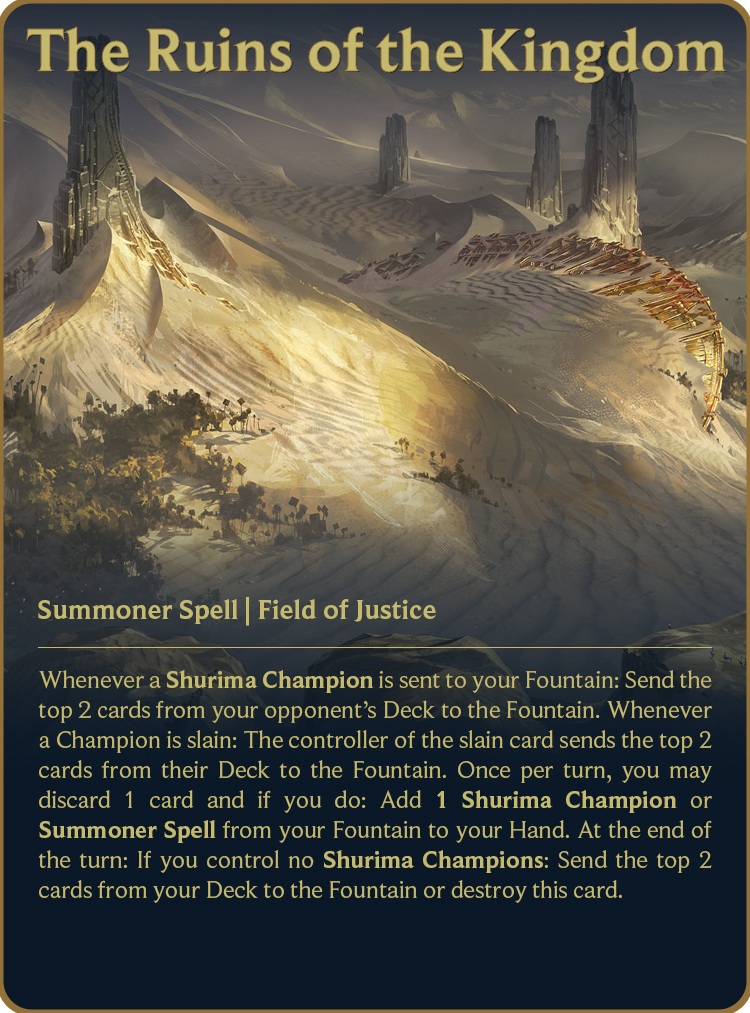 The Ruins of the Kingdom
Summoner Spell | Field of Justice
Whenever a Shurima Champion is sent to your Fountain: Send the
top 2 cards from your opponent’s Deck to the Fountain. Whenever
a Champion is slain: The controller of the slain card sends the top 2
cards from their Deck to the Fountain. Once per turn, you may
discard 1 card and if you do: Add 1 Shurima Champion or
Summoner Spell from your Fountain to your Hand. At the end of
the turn: If you control no Shurima Champions: Send the top 2
cards from your Deck to the Fountain or destroy this card.